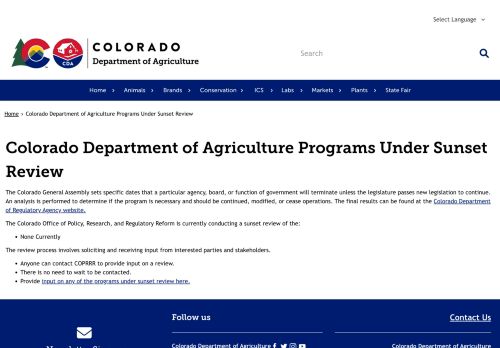 Select Language
COLORADO
Department of Agriculture
CDA
Search
Home › Animals › Brands › Conservation › ICS › Labs › Markets › Plants › State Fair
Home › Colorado Department of Agriculture Programs Under Sunset Review
Colorado Department of Agriculture Programs Under Sunset
Review
The Colorado General Assembly sets specific dates that a particular agency, board, or function of government will terminate unless the legislature passes new legislation to continue.
An analysis is performed to determine if the program is necessary and should be continued, modified, or cease operations. The final results can be found at the Colorado Department
of Regulatory Agency website.
The Colorado Office of Policy, Research, and Regulatory Reform is currently conducting a sunset review of the:
• None Currently
The review process involves soliciting and receiving input from interested parties and stakeholders.
• Anyone can contact COPRRR to provide input on a review.
• There is no need to wait to be contacted.
• Provide input on any of the programs under sunset review here.
Follow us
Contact Us
Colorado Department of Agriculture
Colorado Department of Agriculture